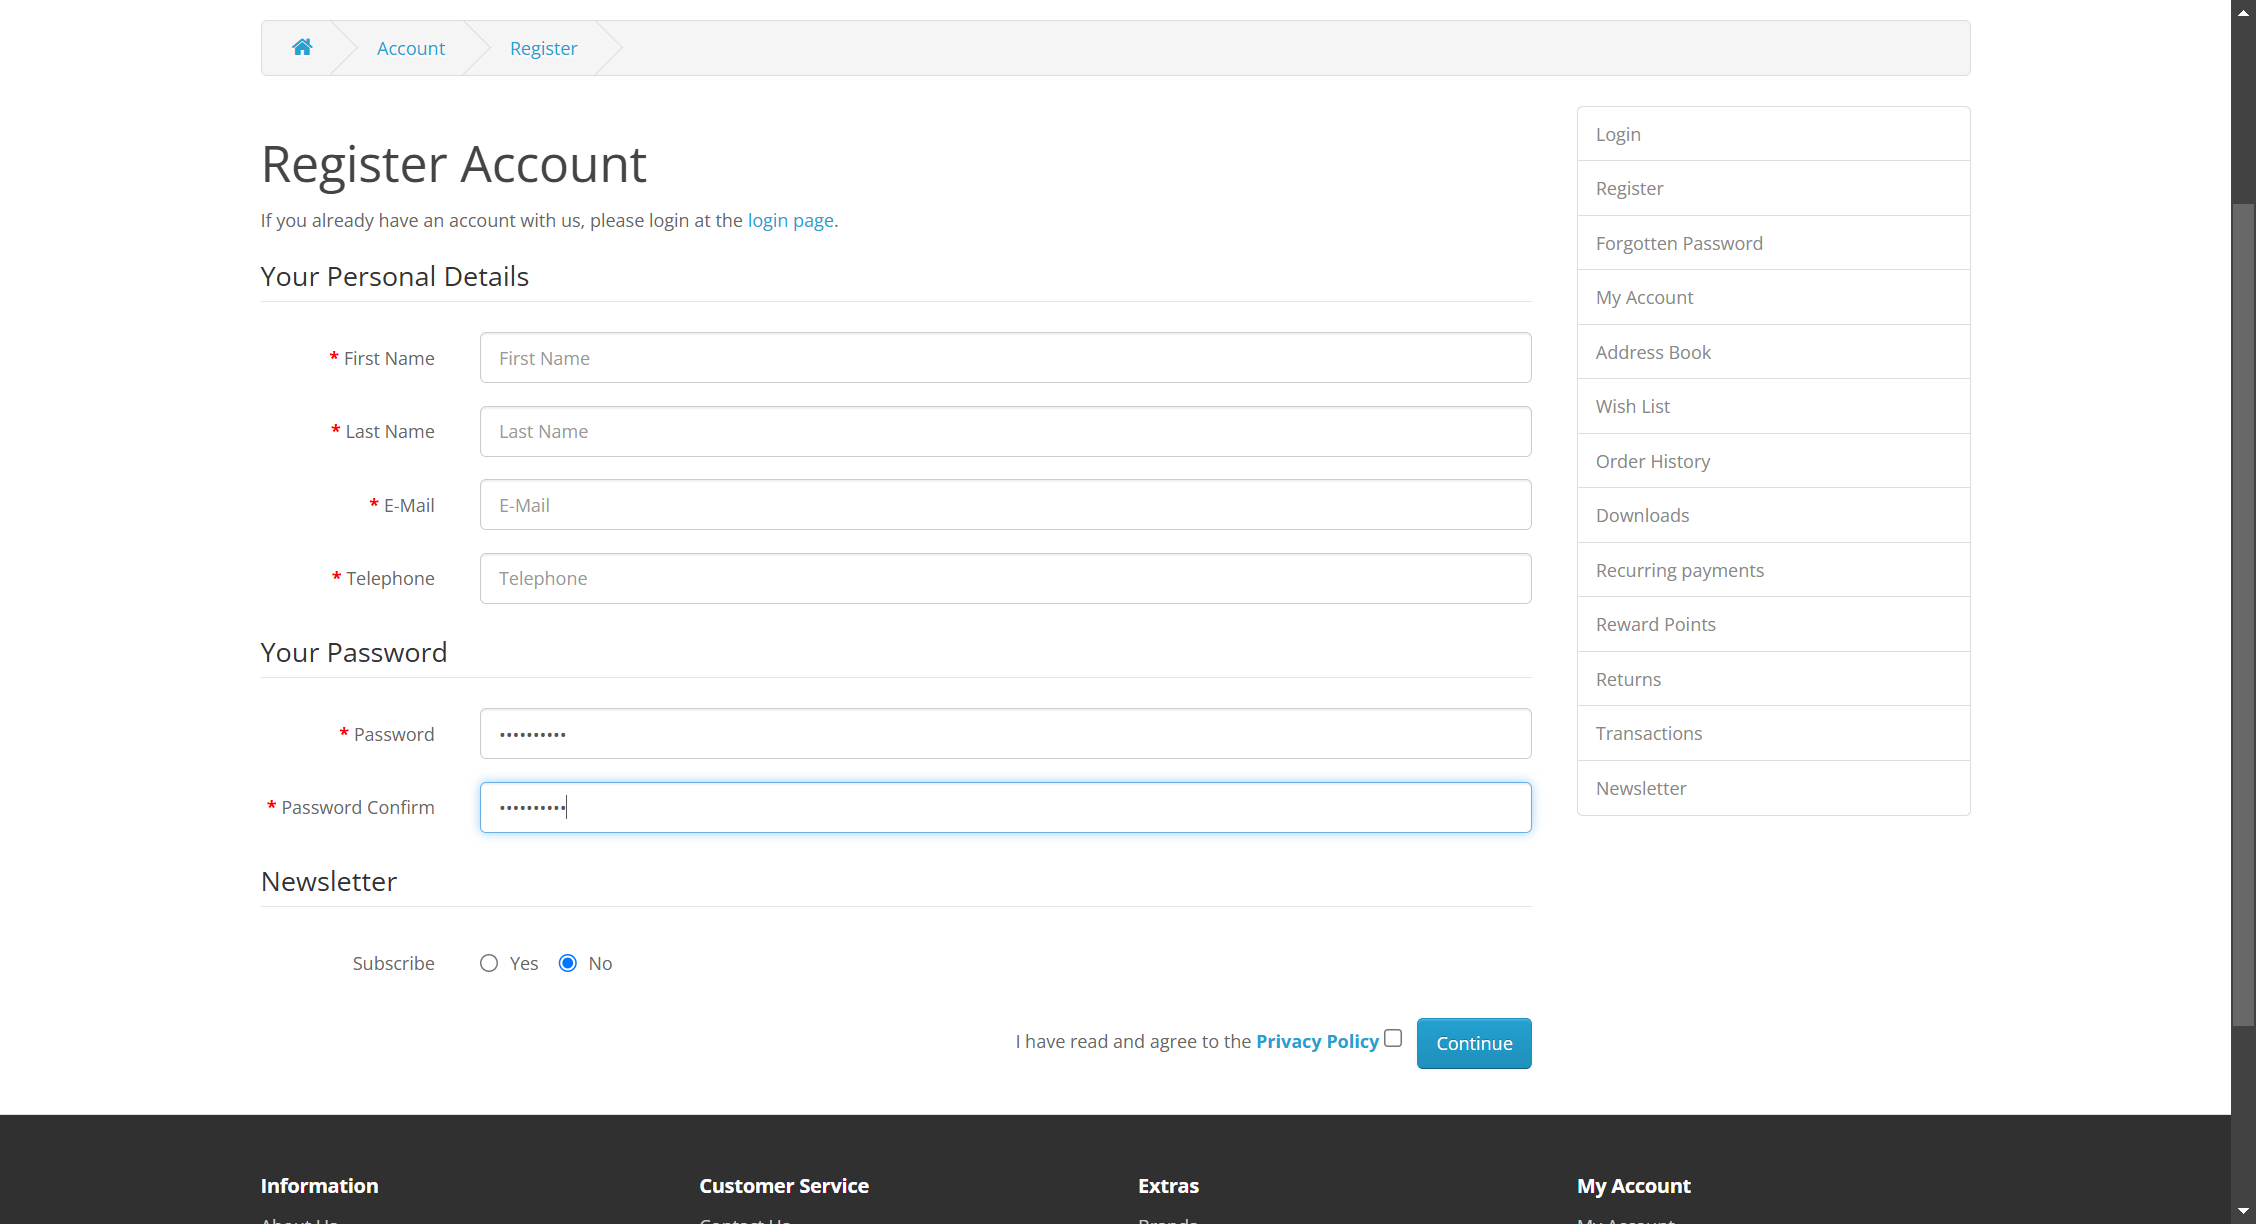 Account
Register
Register Account
If you already have an account with us, please login at the login page.
Your Personal Details
* First Name
First Name
* Last Name
Last Name
* E-Mail
E-Mail
* Telephone
Telephone
Your Password
* Password
••••••••••
* Password Confirm
••••••••••
Newsletter
Subscribe
Yes
No
I have read and agree to the Privacy Policy
Continue
Login
Register
Forgotten Password
My Account
Address Book
Wish List
Order History
Downloads
Recurring payments
Reward Points
Returns
Transactions
Newsletter
Information
Customer Service
Extras
My Account